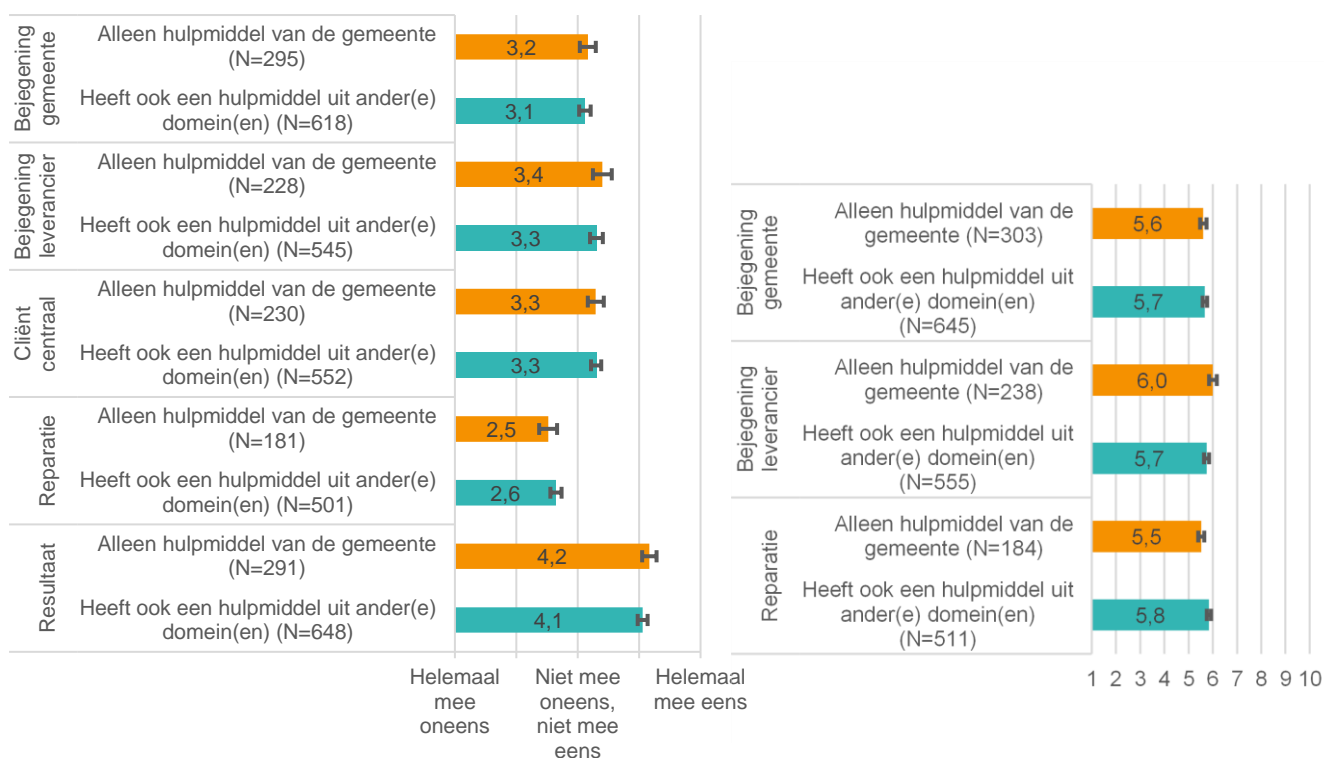 Bejegening
gemeente
Alleen hulpmiddel van de gemeente
(N=295)
3,2
Heeft ook een hulpmiddel uit ander(e)
domein(en) (N=618)
3,1
Bejegening
leverancier
Alleen hulpmiddel van de gemeente
(N=228)
3,4
Heeft ook een hulpmiddel uit ander(e)
domein(en) (N=545)
3,3
Cliënt
centraal
Alleen hulpmiddel van de gemeente
(N=230)
3,3
Heeft ook een hulpmiddel uit ander(e)
domein(en) (N=552)
3,3
Reparatie
Alleen hulpmiddel van de gemeente
(N=181)
2,5
Heeft ook een hulpmiddel uit ander(e)
domein(en) (N=501)
2,6
Resultaat
Alleen hulpmiddel van de gemeente
(N=291)
4,2
Heeft ook een hulpmiddel uit ander(e)
domein(en) (N=648)
4,1
Helemaal
mee
oneens
Niet mee
oneens,
niet mee
eens
Helemaal
mee eens
Bejegening
gemeente
Alleen hulpmiddel van de
gemeente (N=303)
5,6
Heeft ook een hulpmiddel uit
ander(e) domein(en)
(N=645)
5,7
Bejegening
leverancier
Alleen hulpmiddel van de
gemeente (N=238)
6,0
Heeft ook een hulpmiddel uit
ander(e) domein(en)
(N=555)
5,7
Reparatie
Alleen hulpmiddel van de
gemeente (N=184)
5,5
Heeft ook een hulpmiddel uit
ander(e) domein(en)
(N=511)
5,8
1 2 3 4 5 6 7 8 9 10